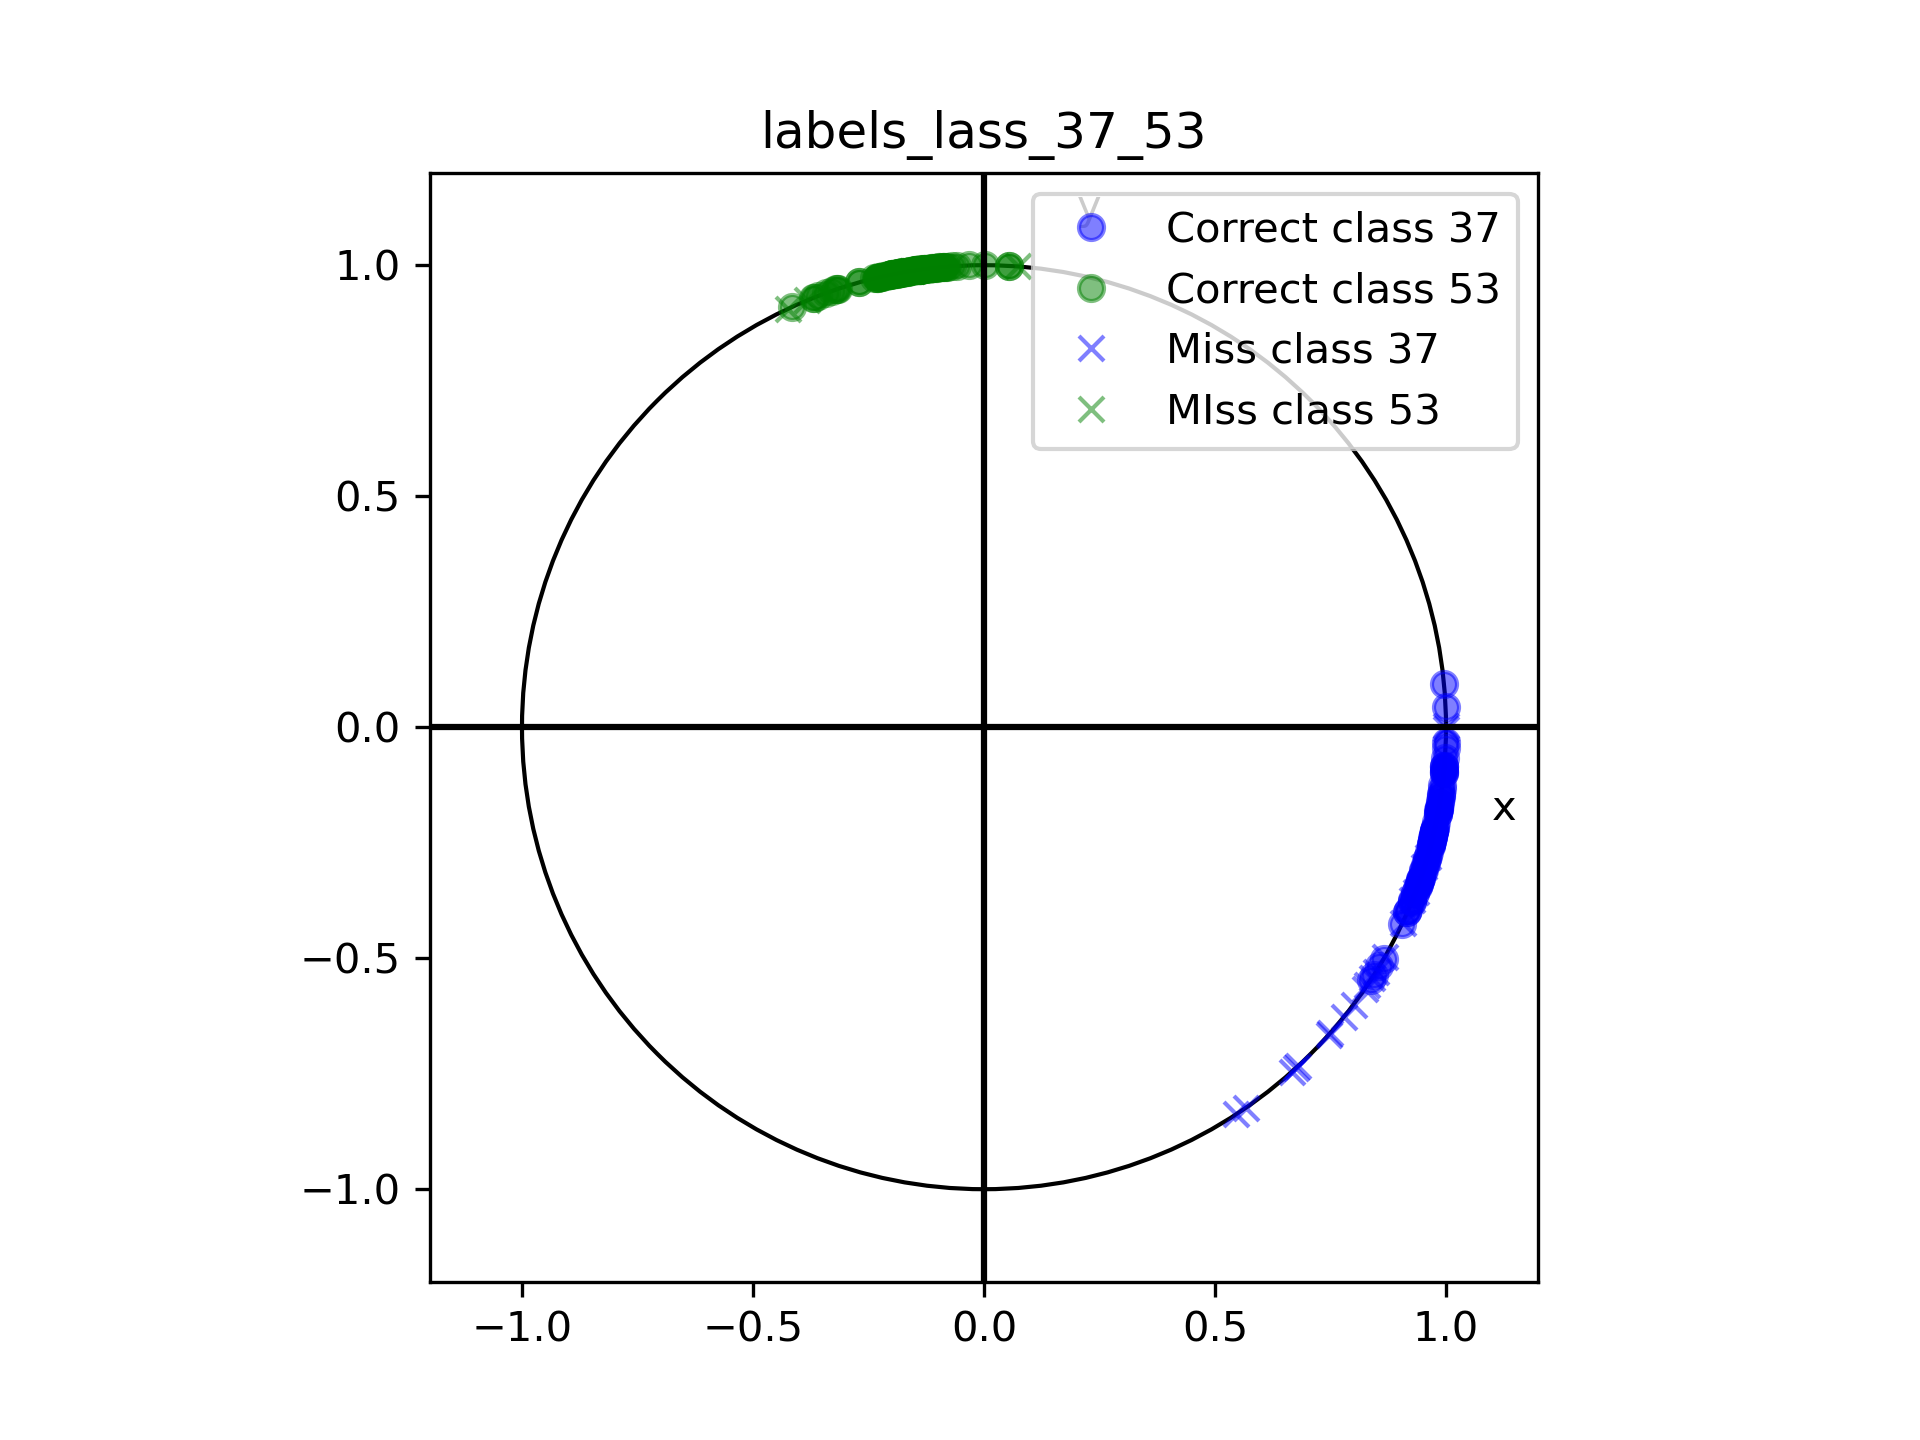 labels_lass_37_53
y
Correct class 37
Correct class 53
Miss class 37
MIss class 53
1.0
0.5
0.0
−0.5
−1.0
x
−1.0
−0.5
0.0
0.5
1.0